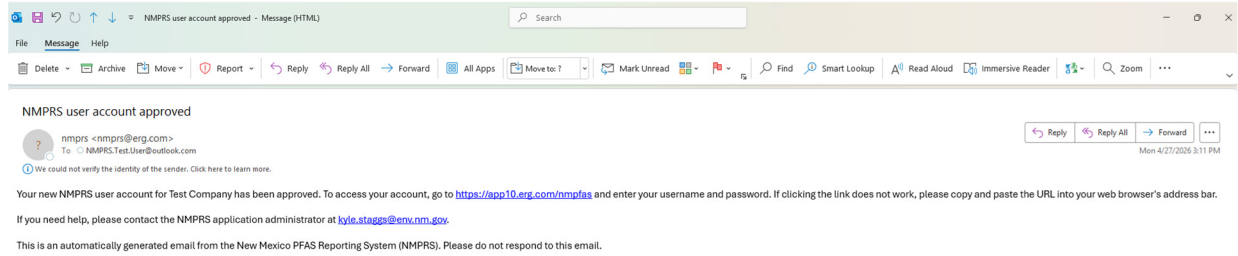 NMPRS user account approved - Message (HTML)
Search
File Message Help
Delete Archive Move Report Reply Reply All Forward All Apps Move to: ? Mark Unread Find Smart Lookup Read Aloud Immersive Reader Zoom
NMPRS user account approved
?
nmprs <nmprs@erg.com>
To NMPRS.Test.User@outlook.com
Reply Reply All Forward
Mon 4/27/2026 3:11 PM
We could not verify the identity of the sender. Click here to learn more.
Your new NMPRS user account for Test Company has been approved. To access your account, go to https://app10.erg.com/nmpfas and enter your username and password. If clicking the link does not work, please copy and paste the URL into your web browser's address bar.
If you need help, please contact the NMPRS application administrator at kyle.staggs@env.nm.gov.
This is an automatically generated email from the New Mexico PFAS Reporting System (NMPRS). Please do not respond to this email.